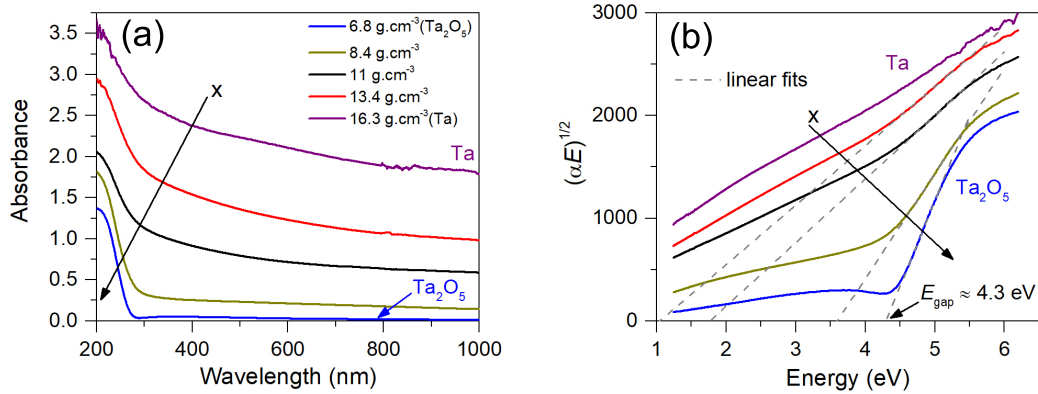 (a)
6.8 g.cm⁻³(Ta₂O₅)
8.4 g.cm⁻³
11 g.cm⁻³
13.4 g.cm⁻³
16.3 g.cm⁻³(Ta)
x
Ta
Ta₂O₅
Absorbance
3.5
3.0
2.5
2.0
1.5
1.0
0.5
0.0
200
400
600
800
1000
Wavelength (nm)
(b)
Ta
linear fits
x
Ta₂O₅
E_gap ≈ 4.3 eV
(αE)^1/2
3000
2000
1000
0
1
2
3
4
5
6
Energy (eV)